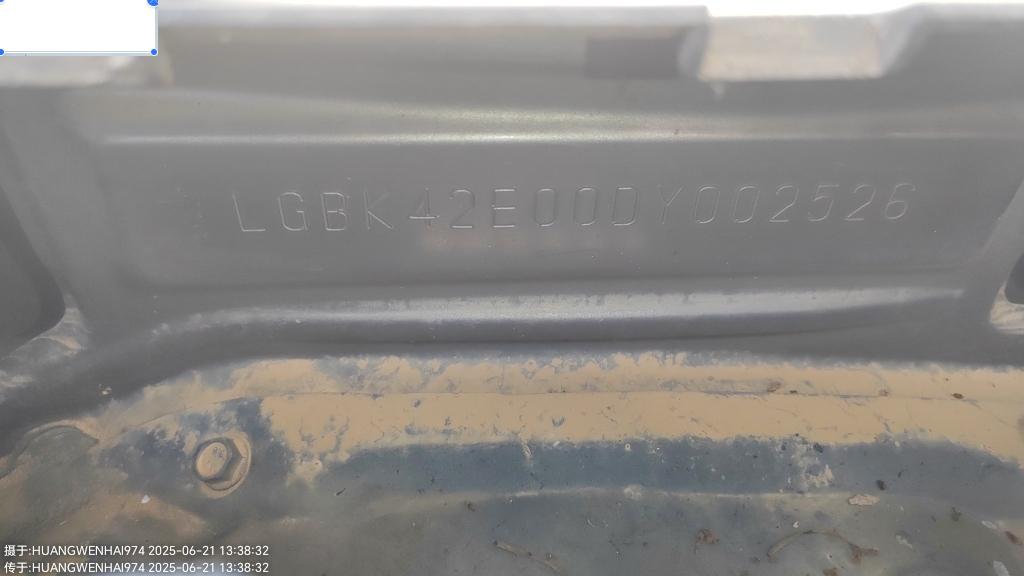 LGBK42E00DY002526
摄于:HUANGWENHAI974 2025-06-21 13:38:32
传于:HUANGWENHAI974 2025-06-21 13:38:32